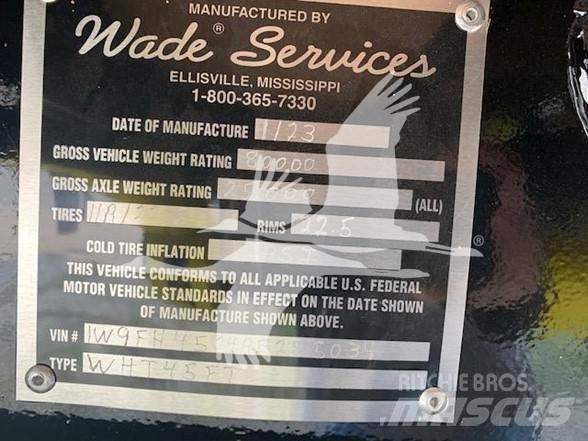 MANUFACTURED BY
Wade® Services
ELLISVILLE, MISSISSIPPI
1-800-365-7330
DATE OF MANUFACTURE 1/23
GROSS VEHICLE WEIGHT RATING 80000
GROSS AXLE WEIGHT RATING (ALL)
TIRES RIMS 22.5
COLD TIRE INFLATION
®
THIS VEHICLE CONFORMS TO ALL APPLICABLE U.S. FEDERAL
MOTOR VEHICLE STANDARDS IN EFFECT ON THE DATE SHOWN
OF MANUFACTURE SHOWN ABOVE.
VIN #
TYPE WHT45FT
RITCHIE BROS.
MASCUS